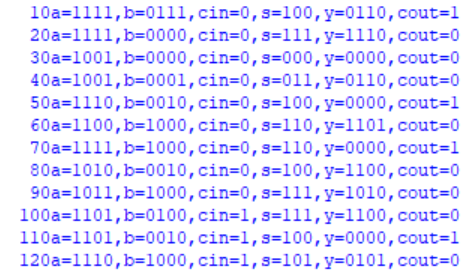 10a=1111,b=0111,cin=0,s=100,y=0110,cout=1
20a=1111,b=0000,cin=0,s=111,y=1110,cout=0
30a=1001,b=0000,cin=0,s=000,y=0000,cout=0
40a=1001,b=0001,cin=0,s=011,y=0110,cout=0
50a=1110,b=0010,cin=0,s=100,y=0000,cout=1
60a=1100,b=1000,cin=0,s=110,y=1101,cout=0
70a=1111,b=1000,cin=0,s=110,y=0000,cout=1
80a=1010,b=0010,cin=0,s=100,y=1100,cout=0
90a=1011,b=1000,cin=0,s=111,y=1010,cout=0
100a=1101,b=0100,cin=1,s=111,y=1100,cout=0
110a=1101,b=0010,cin=1,s=100,y=0000,cout=1
120a=1110,b=1000,cin=1,s=101,y=0101,cout=0